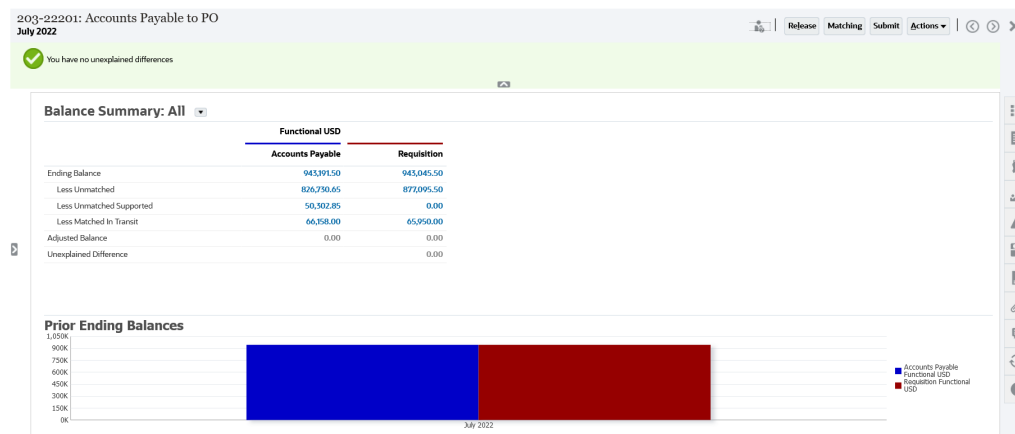 203-22201: Accounts Payable to PO
July 2022
Release Matching Submit Actions
You have no unexplained differences
Balance Summary: All
Functional USD
Accounts Payable Requisition
Ending Balance 943,191.50 943,045.50
Less Unmatched 826,730.65 877,095.50
Less Unmatched Supported 50,302.85 0.00
Less Matched In Transit 66,158.00 65,950.00
Adjusted Balance 0.00 0.00
Unexplained Difference 0.00
Prior Ending Balances
1,050K
900K
750K
600K
450K
300K
150K
0K
July 2022
Accounts Payable
Functional USD
Requisition Functional
USD